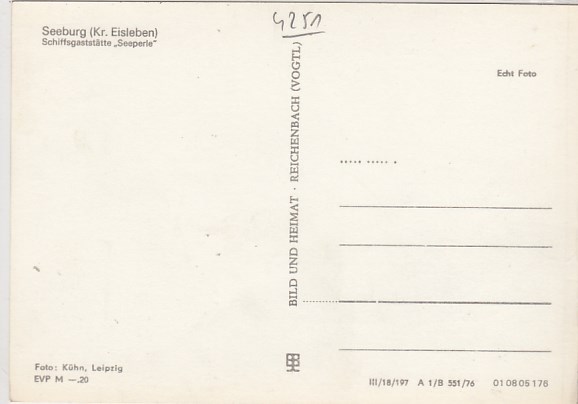 4251
Seeburg (Kr. Eisleben)
Schiffsgaststätte „Seeperle"
Echt Foto
BILD UND HEIMAT · REICHENBACH (VOGTL)
Foto: Kühn, Leipzig
EVP M —,20
III/18/197 A 1/B 551/76 01 08 05 176